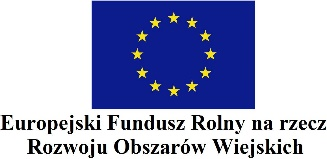 Europejski Fundusz Rolny na rzecz
Rozwoju Obszarów Wiejskich